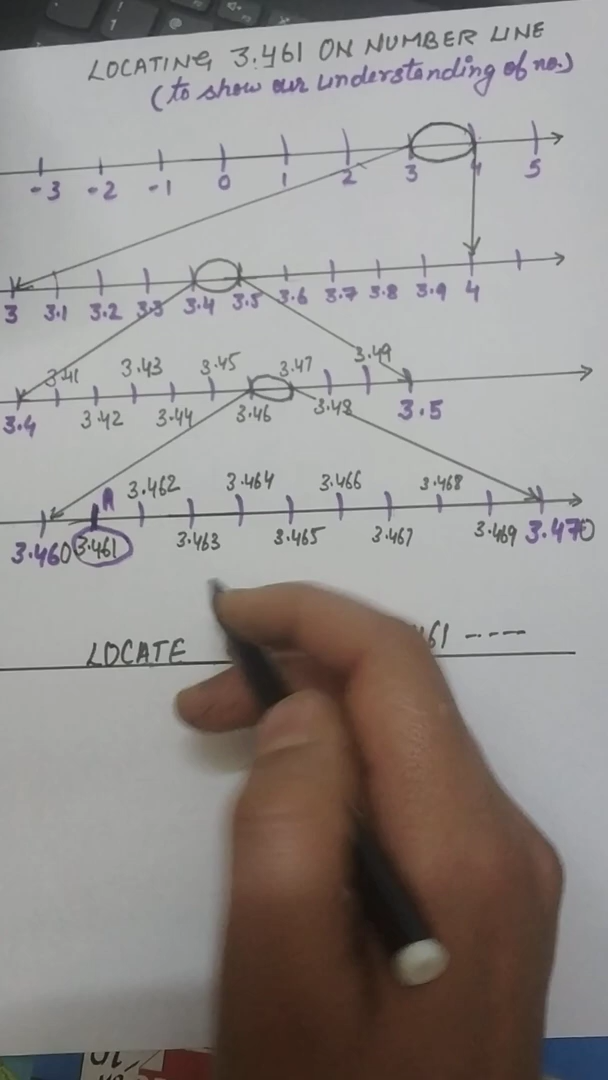 LOCATING 3.461 ON NUMBER LINE
(to show our understanding of no.)
-3 -2 -1 0 1 2 3 4 5
3 3.1 3.2 3.3 3.4 3.5 3.6 3.7 3.8 3.9 4
3.41 3.43 3.45 3.47 3.49
3.4 3.42 3.44 3.46 3.48 3.5
A 3.462 3.464 3.466 3.468
3.460 3.461 3.463 3.465 3.467 3.469 3.470
LOCATE 61 ----